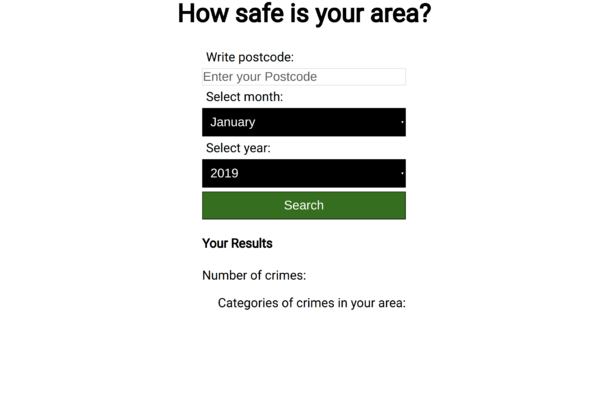 How safe is your area?
Write postcode:
Enter your Postcode
Select month:
January
Select year:
2019
Search
Your Results
Number of crimes:
Categories of crimes in your area: